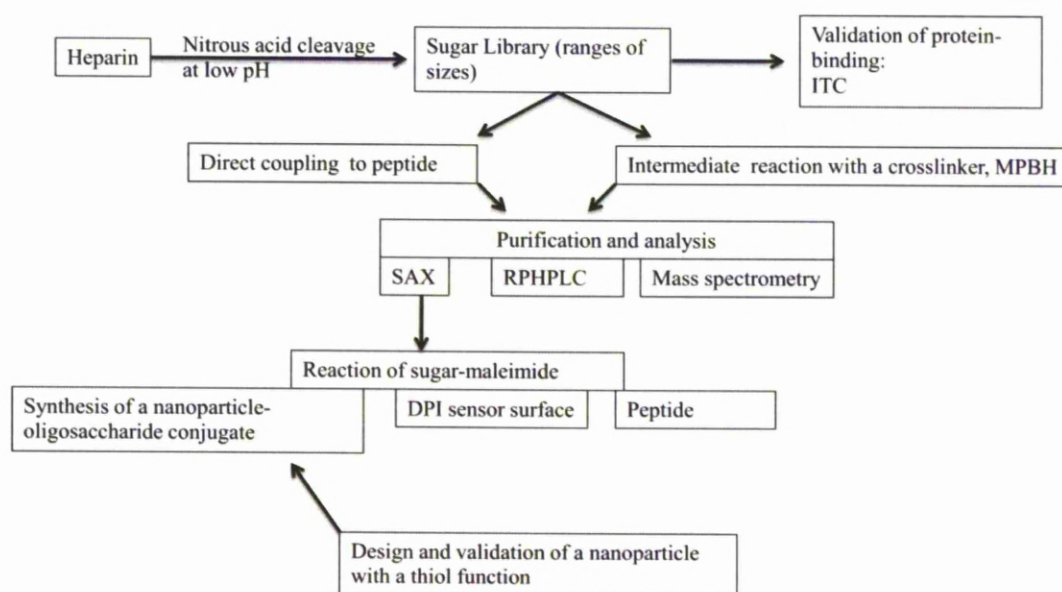 Heparin
Nitrous acid cleavage
at low pH
Sugar Library (ranges of
sizes)
Validation of protein-
binding:
ITC
Direct coupling to peptide
Intermediate reaction with a crosslinker, MPBH
Purification and analysis
SAX
RPHPLC
Mass spectrometry
Reaction of sugar-maleimide
Synthesis of a nanoparticle-
oligosaccharide conjugate
DPI sensor surface
Peptide
Design and validation of a nanoparticle
with a thiol function